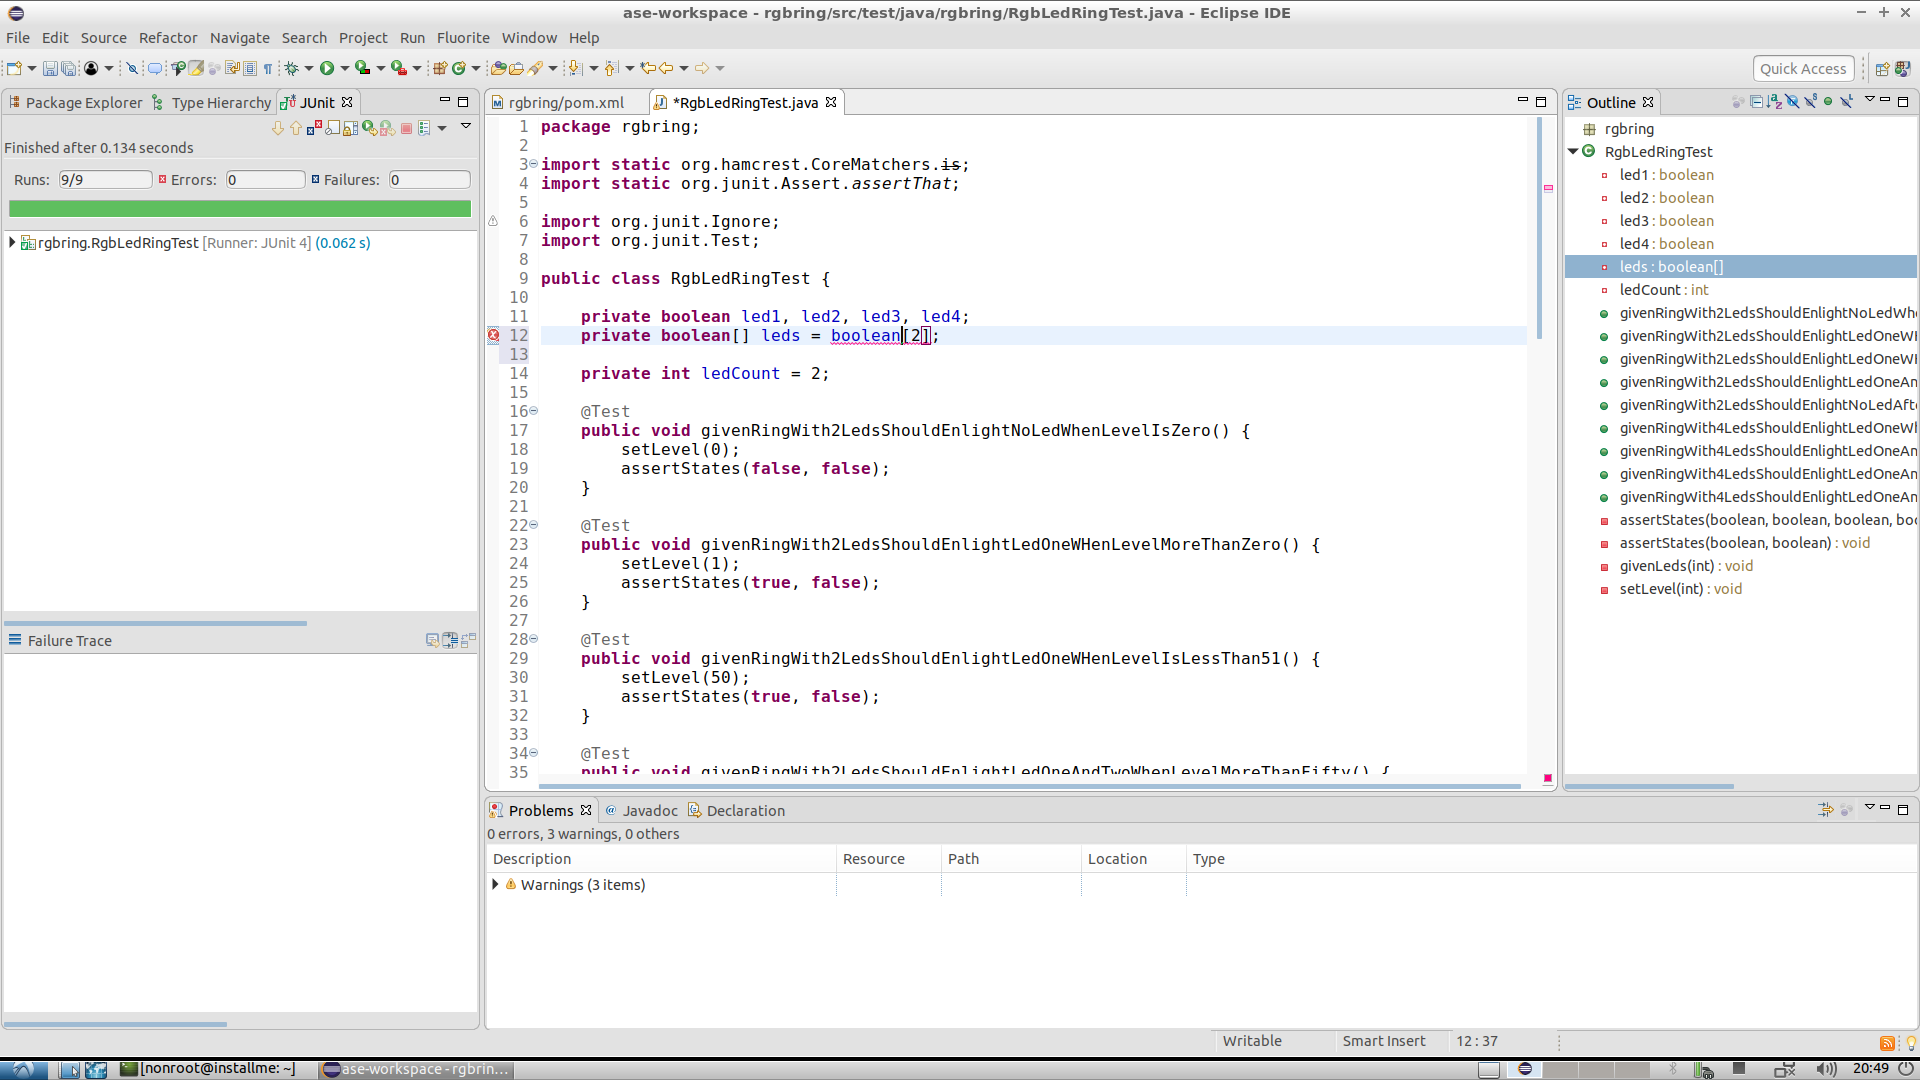 ase-workspace - rgbring/src/test/java/rgbring/RgbLedRingTest.java - Eclipse IDE
File Edit Source Refactor Navigate Search Project Run Fluorite Window Help
Quick Access
Package Explorer Type Hierarchy JUnit
Finished after 0.134 seconds
Runs: 9/9 Errors: 0 Failures: 0
rgbring.RgbLedRingTest [Runner: JUnit 4] (0.062 s)
Failure Trace
rgbring/pom.xml *RgbLedRingTest.java
1 package rgbring;
2
3 import static org.hamcrest.CoreMatchers.is;
4 import static org.junit.Assert.assertThat;
5
6 import org.junit.Ignore;
7 import org.junit.Test;
8
9 public class RgbLedRingTest {
10
11 private boolean led1, led2, led3, led4;
12 private boolean[] leds = boolean[2];
13
14 private int ledCount = 2;
15
16 @Test
17 public void givenRingWith2LedsShouldEnlightNoLedWhenLevelIsZero() {
18 setLevel(0);
19 assertStates(false, false);
20 }
21
22 @Test
23 public void givenRingWith2LedsShouldEnlightLedOneWHenLevelMoreThanZero() {
24 setLevel(1);
25 assertStates(true, false);
26 }
27
28 @Test
29 public void givenRingWith2LedsShouldEnlightLedOneWHenLevelIsLessThan51() {
30 setLevel(50);
31 assertStates(true, false);
32 }
33
34 @Test
35 public void givenRingWith2LedsShouldEnlightLedOneAndTwoWhenLevelMoreThanFifty() {
Outline
rgbring
RgbLedRingTest
led1 : boolean
led2 : boolean
led3 : boolean
led4 : boolean
leds : boolean[]
ledCount : int
givenRingWith2LedsShouldEnlightNoLedWhe
givenRingWith2LedsShouldEnlightLedOneWH
givenRingWith2LedsShouldEnlightLedOneWH
givenRingWith2LedsShouldEnlightLedOneAn
givenRingWith2LedsShouldEnlightNoLedAfte
givenRingWith4LedsShouldEnlightLedOneWh
givenRingWith4LedsShouldEnlightLedOneAn
givenRingWith4LedsShouldEnlightLedOneAn
givenRingWith4LedsShouldEnlightLedOneAn
assertStates(boolean, boolean, boolean, boo
assertStates(boolean, boolean) : void
givenLeds(int) : void
setLevel(int) : void
Problems Javadoc Declaration
0 errors, 3 warnings, 0 others
Description Resource Path Location Type
Warnings (3 items)
Writable Smart Insert 12 : 37
[nonroot@installme: ~] ase-workspace - rgbrin... 20:49